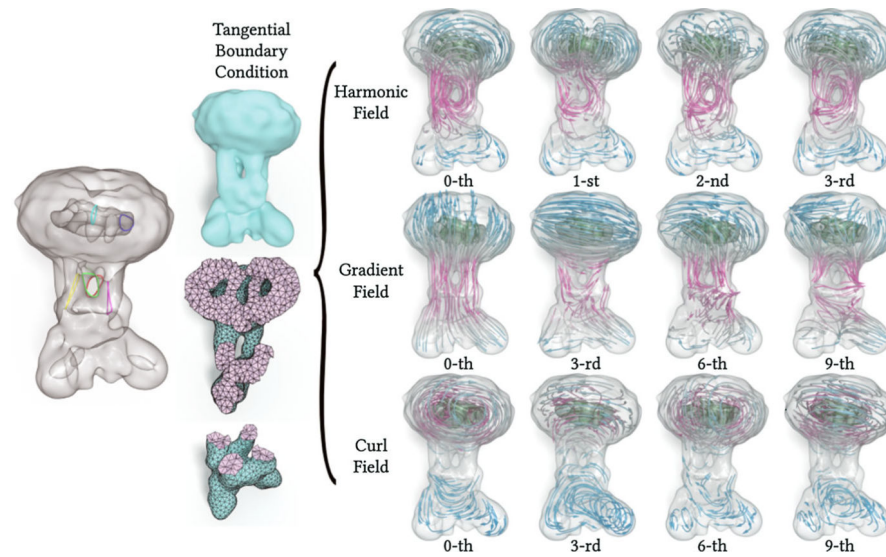 Tangential
Boundary
Condition
Harmonic
Field
0-th
1-st
2-nd
3-rd
Gradient
Field
0-th
3-rd
6-th
9-th
Curl
Field
0-th
3-rd
6-th
9-th